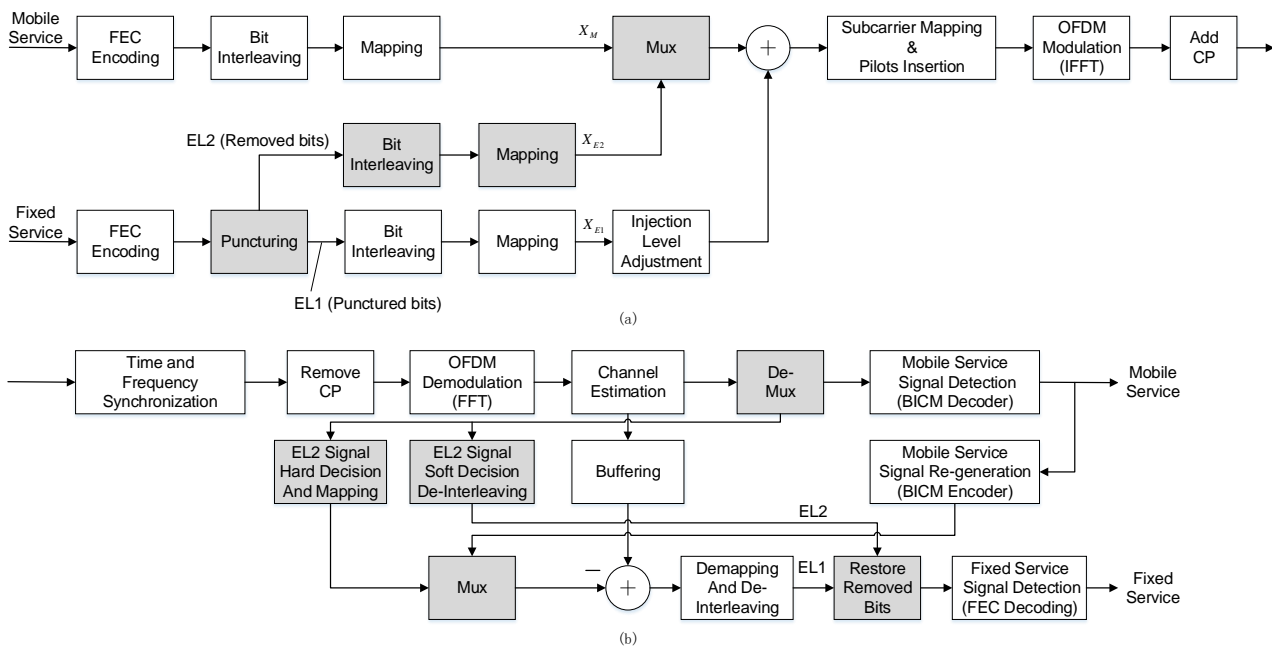 Mobile
Service
FEC
Encoding
Bit
Interleaving
Mapping
X_M
Mux
+
Subcarrier Mapping
&
Pilots Insertion
OFDM
Modulation
(IFFT)
Add
CP
EL2 (Removed bits)
Bit
Interleaving
Mapping
X_E2
Fixed
Service
FEC
Encoding
Puncturing
Bit
Interleaving
Mapping
X_E1
Injection
Level
Adjustment
EL1 (Punctured bits)
(a)
Time and
Frequency
Synchronization
Remove
CP
OFDM
Demodulation
(FFT)
Channel
Estimation
De-
Mux
Mobile Service
Signal Detection
(BICM Decoder)
Mobile
Service
EL2 Signal
Hard Decision
And Mapping
EL2 Signal
Soft Decision
De-Interleaving
Buffering
Mobile Service
Signal Re-generation
(BICM Encoder)
EL2
Mux
−
+
Demapping
And De-
Interleaving
EL1
Restore
Removed
Bits
Fixed Service
Signal Detection
(FEC Decoding)
Fixed
Service
(b)